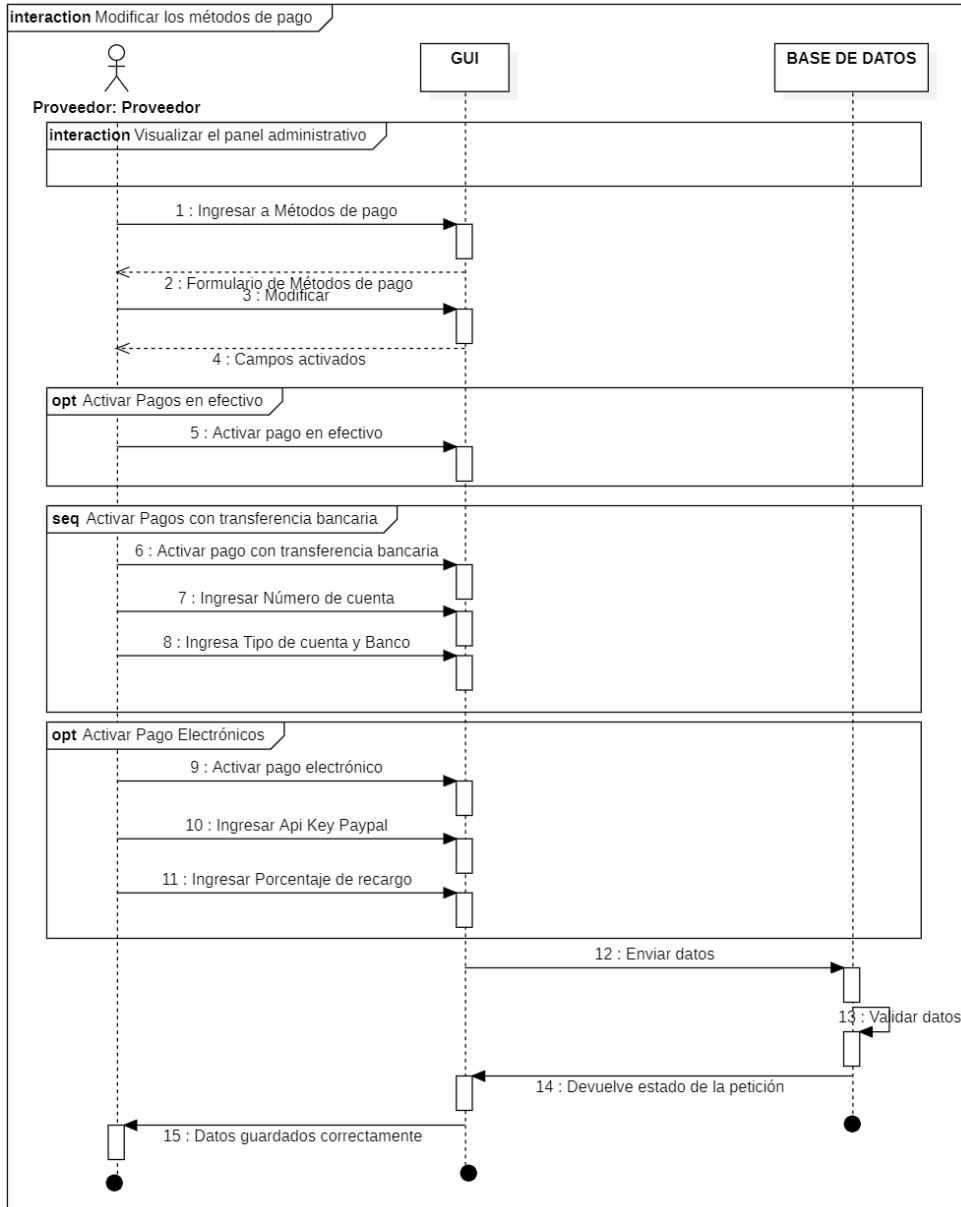 interaction Modificar los métodos de pago
GUI
BASE DE DATOS
Proveedor: Proveedor
interaction Visualizar el panel administrativo
1 : Ingresar a Métodos de pago
2 : Formulario de Métodos de pago
3 : Modificar
4 : Campos activados
opt Activar Pagos en efectivo
5 : Activar pago en efectivo
seq Activar Pagos con transferencia bancaria
6 : Activar pago con transferencia bancaria
7 : Ingresar Número de cuenta
8 : Ingresa Tipo de cuenta y Banco
opt Activar Pago Electrónicos
9 : Activar pago electrónico
10 : Ingresar Api Key Paypal
11 : Ingresar Porcentaje de recargo
12 : Enviar datos
13 : Validar datos
14 : Devuelve estado de la petición
15 : Datos guardados correctamente